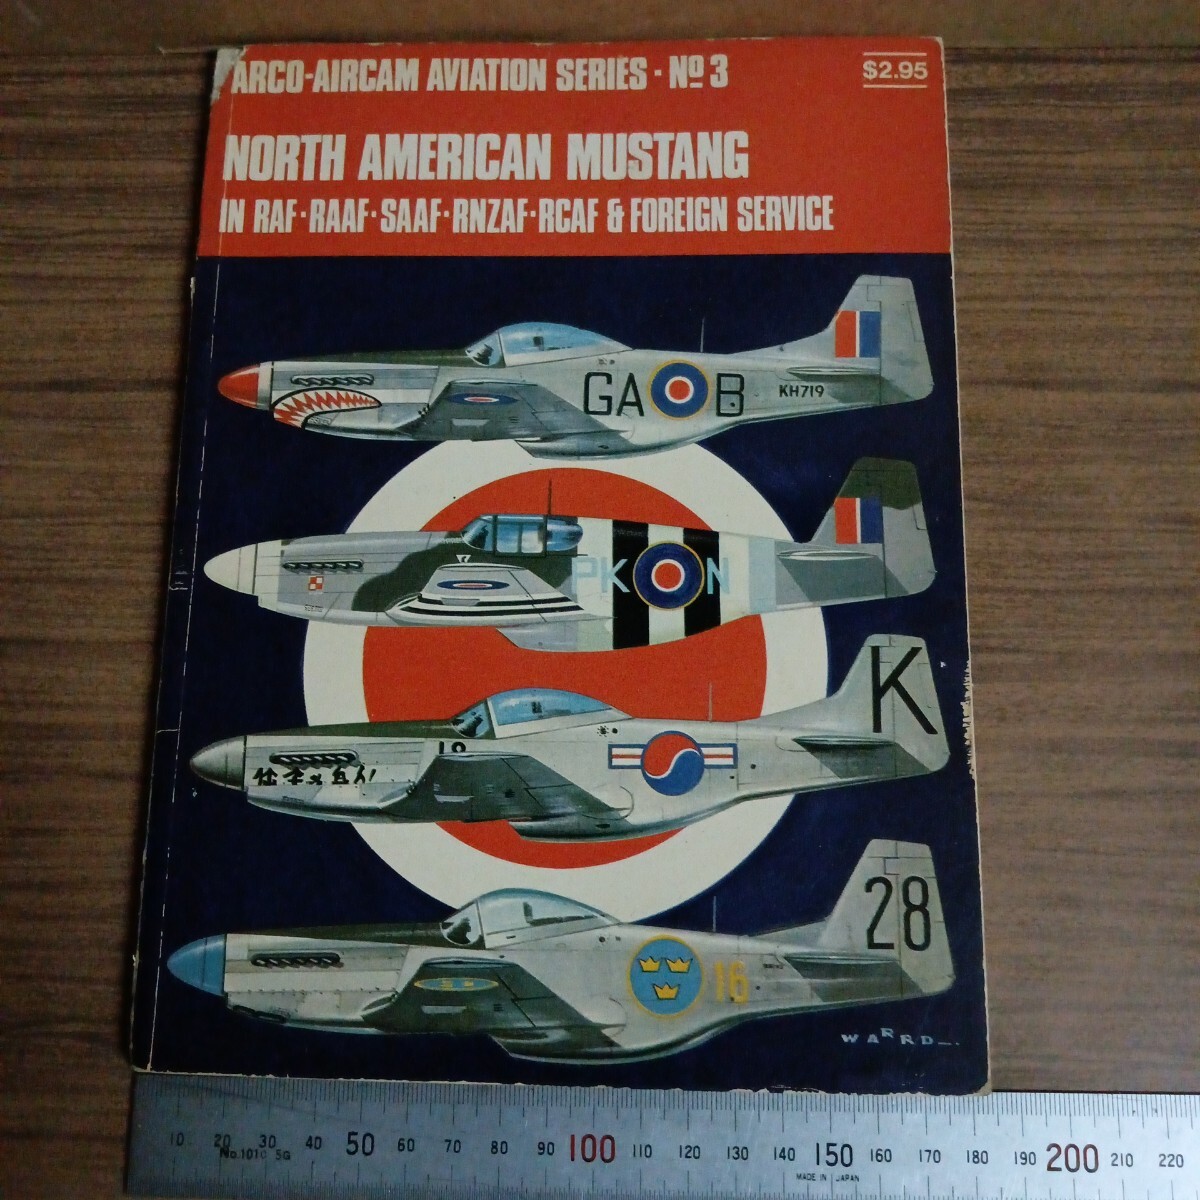 ARCO-AIRCAM AVIATION SERIES · Nº 3
$2.95
NORTH AMERICAN MUSTANG
IN RAF · RAAF · SAAF · RNZAF · RCAF & FOREIGN SERVICE
GA B KH719
PK N
K
18
28
16
WARRD
10 20 30 40 50 60 70 80 90 100 110 120 130 140 150 160 170 180 190 200 210 220
MADE IN JAPAN